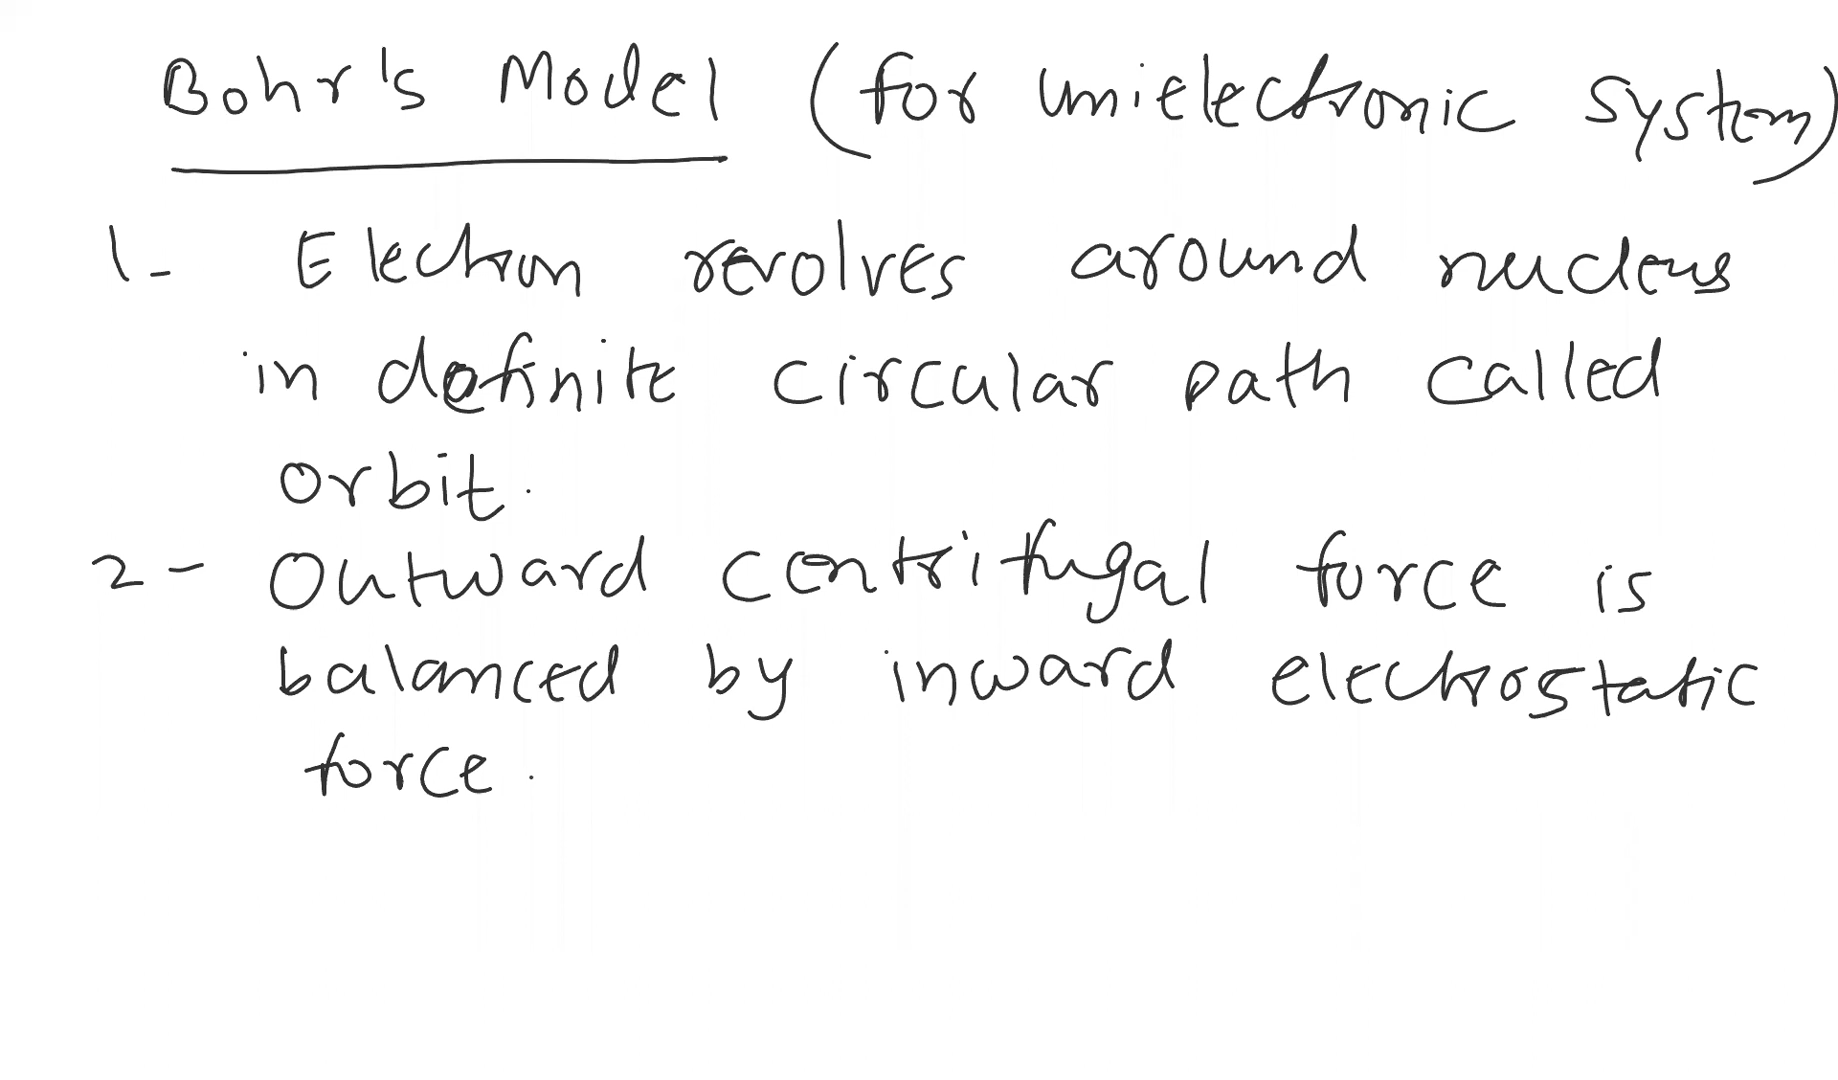 Bohr's Model (for unielectronic system)
1- Electron revolves around nucleus
in definite circular path called
orbit.
2- Outward centrifugal force is
balanced by inward electrostatic
force.